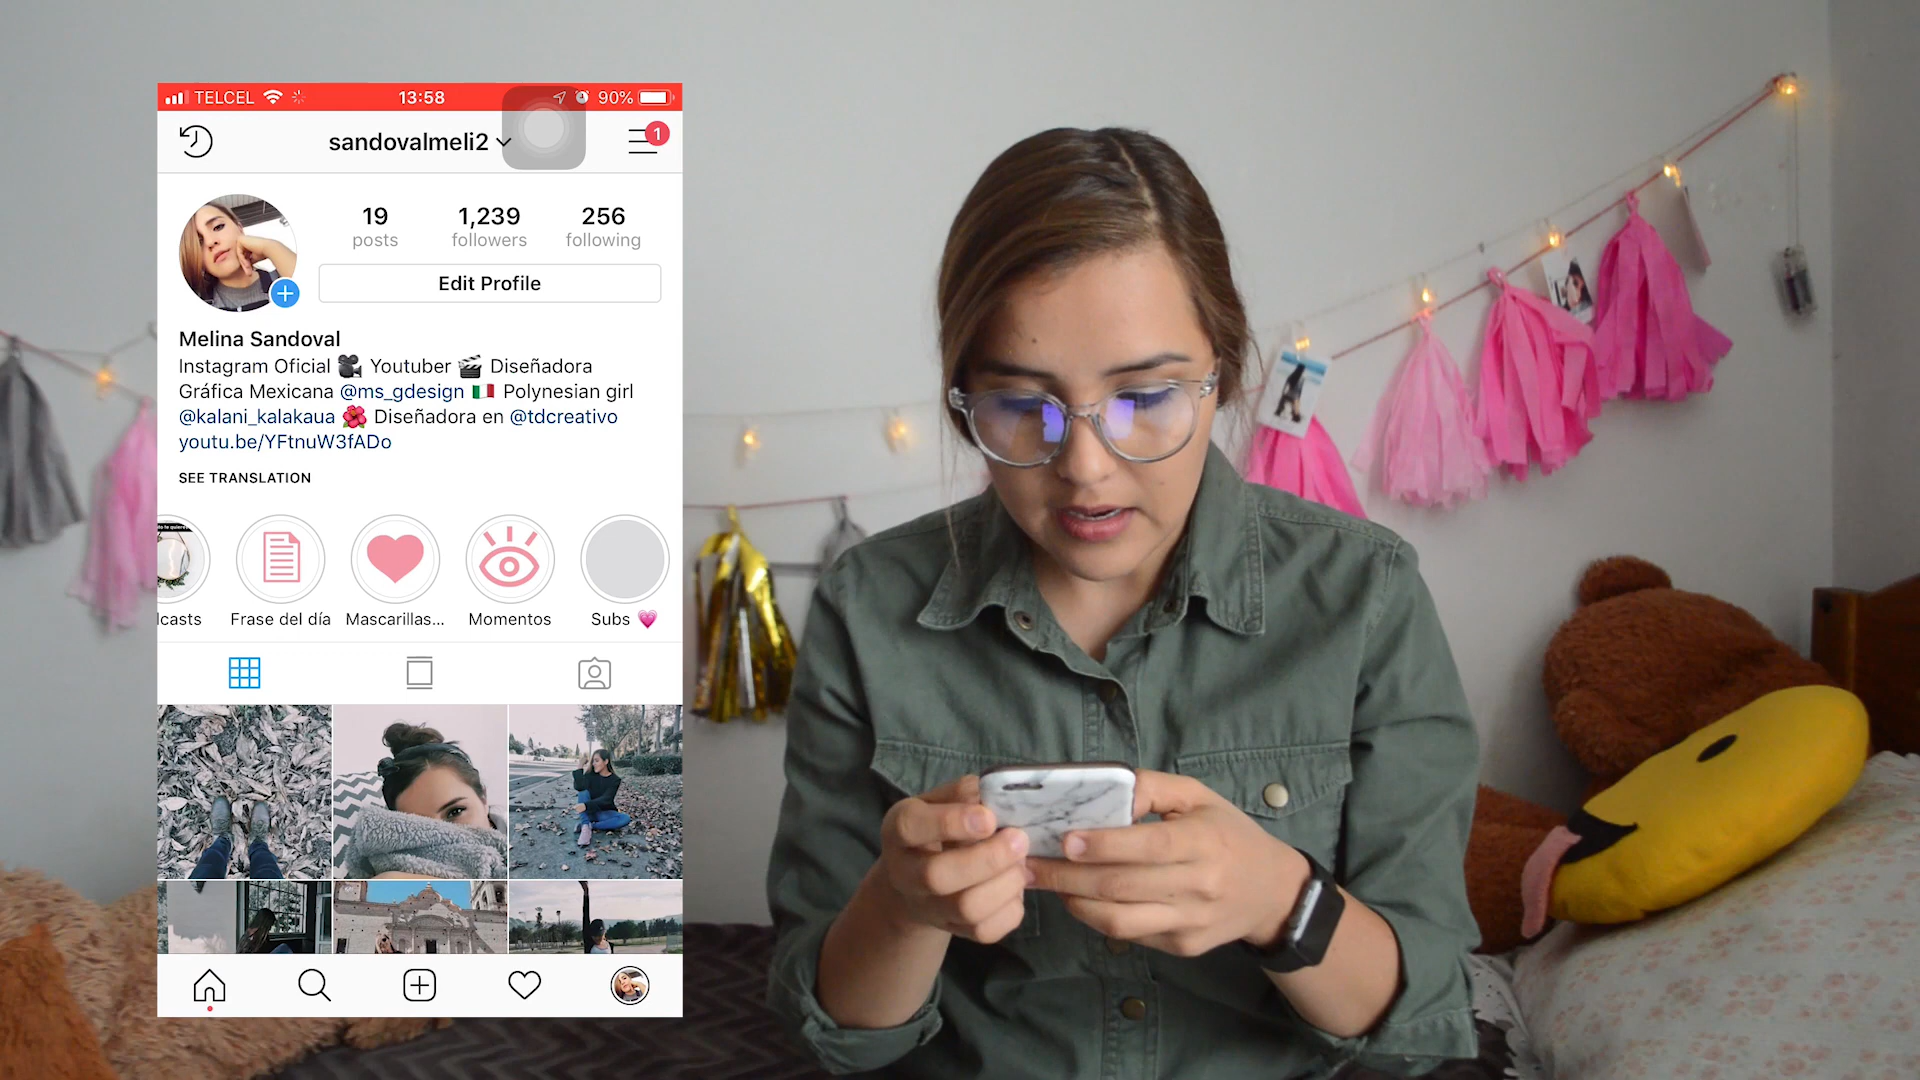 TELCEL 13:58 90%
sandovalmeli2 1
19 1,239 256
posts followers following
Edit Profile
Melina Sandoval
Instagram Oficial 🎥 Youtuber 🎬 Diseñadora
Gráfica Mexicana @ms_gdesign 🇲🇽 Polynesian girl
@kalani_kalakaua 🌺 Diseñadora en @tdcreativo
youtu.be/YFtnuW3fADo
SEE TRANSLATION
lcasts Frase del día Mascarillas... Momentos Subs 💗